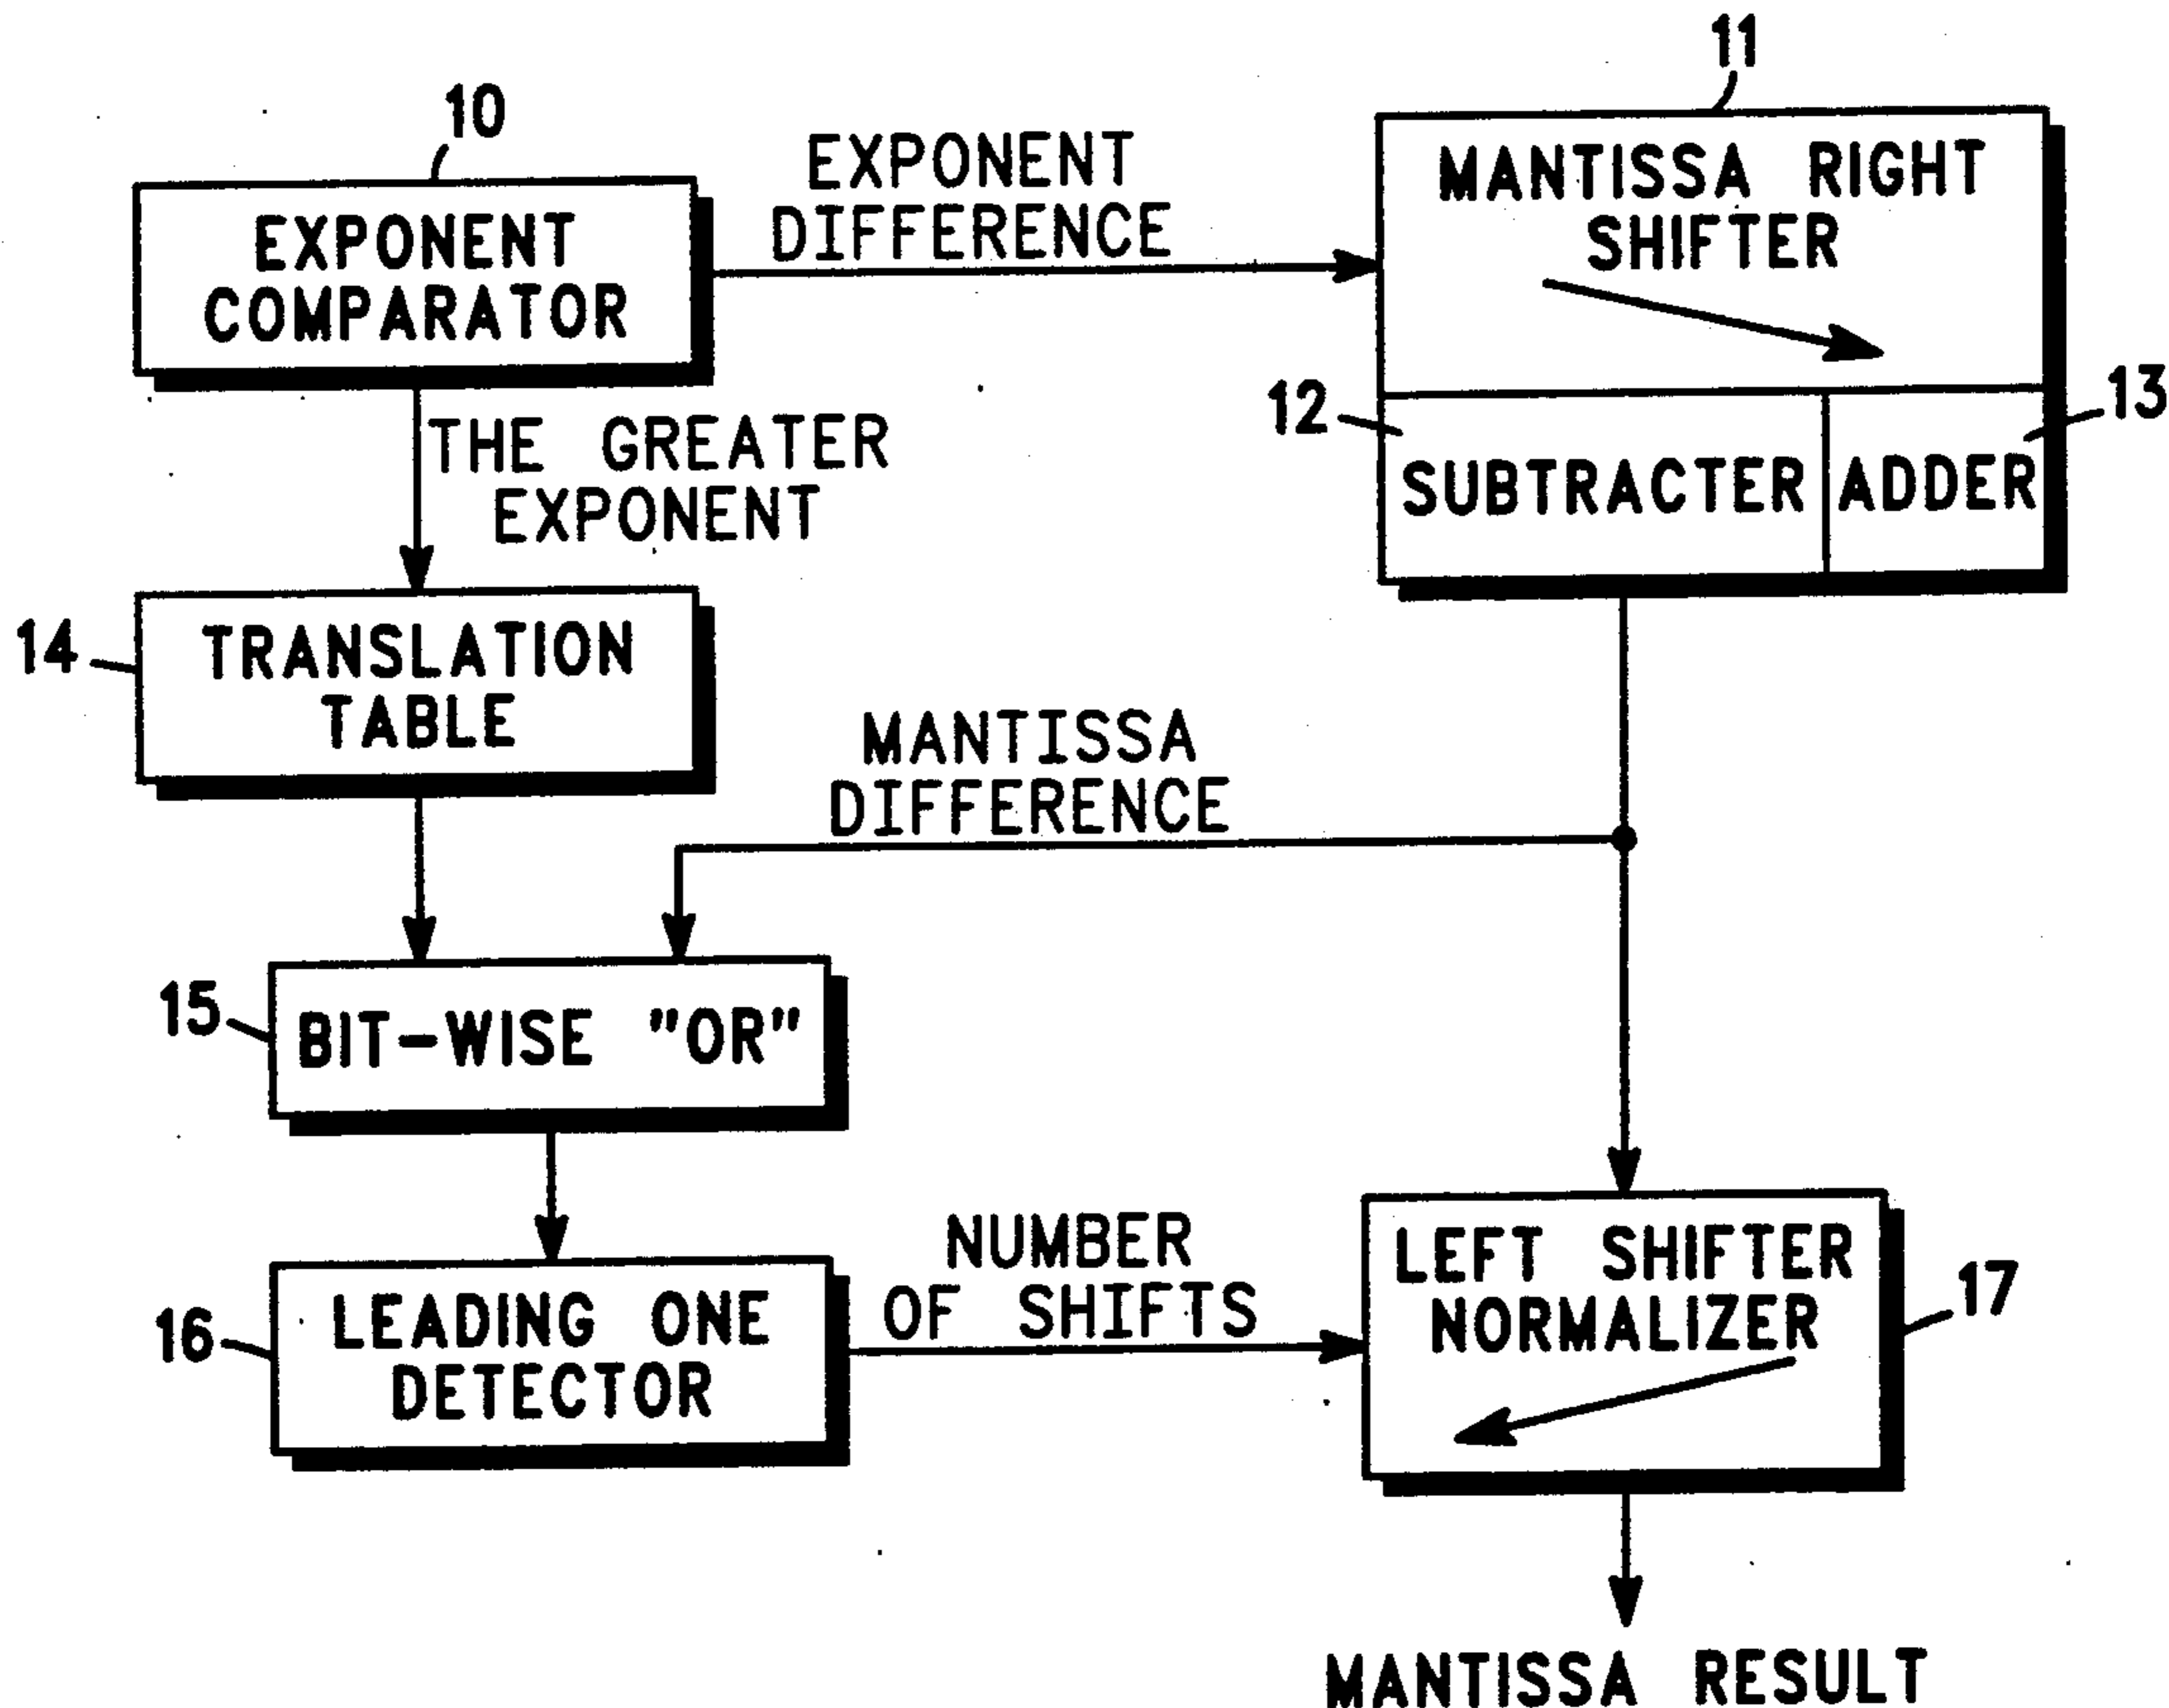 11
10
EXPONENT
DIFFERENCE
MANTISSA RIGHT
SHIFTER
EXPONENT
COMPARATOR
12
13
THE GREATER
EXPONENT
SUBTRACTER
ADDER
14
TRANSLATION
TABLE
MANTISSA
DIFFERENCE
15
BIT-WISE "OR"
NUMBER
OF SHIFTS
LEFT SHIFTER
NORMALIZER
17
16
LEADING ONE
DETECTOR
MANTISSA RESULT